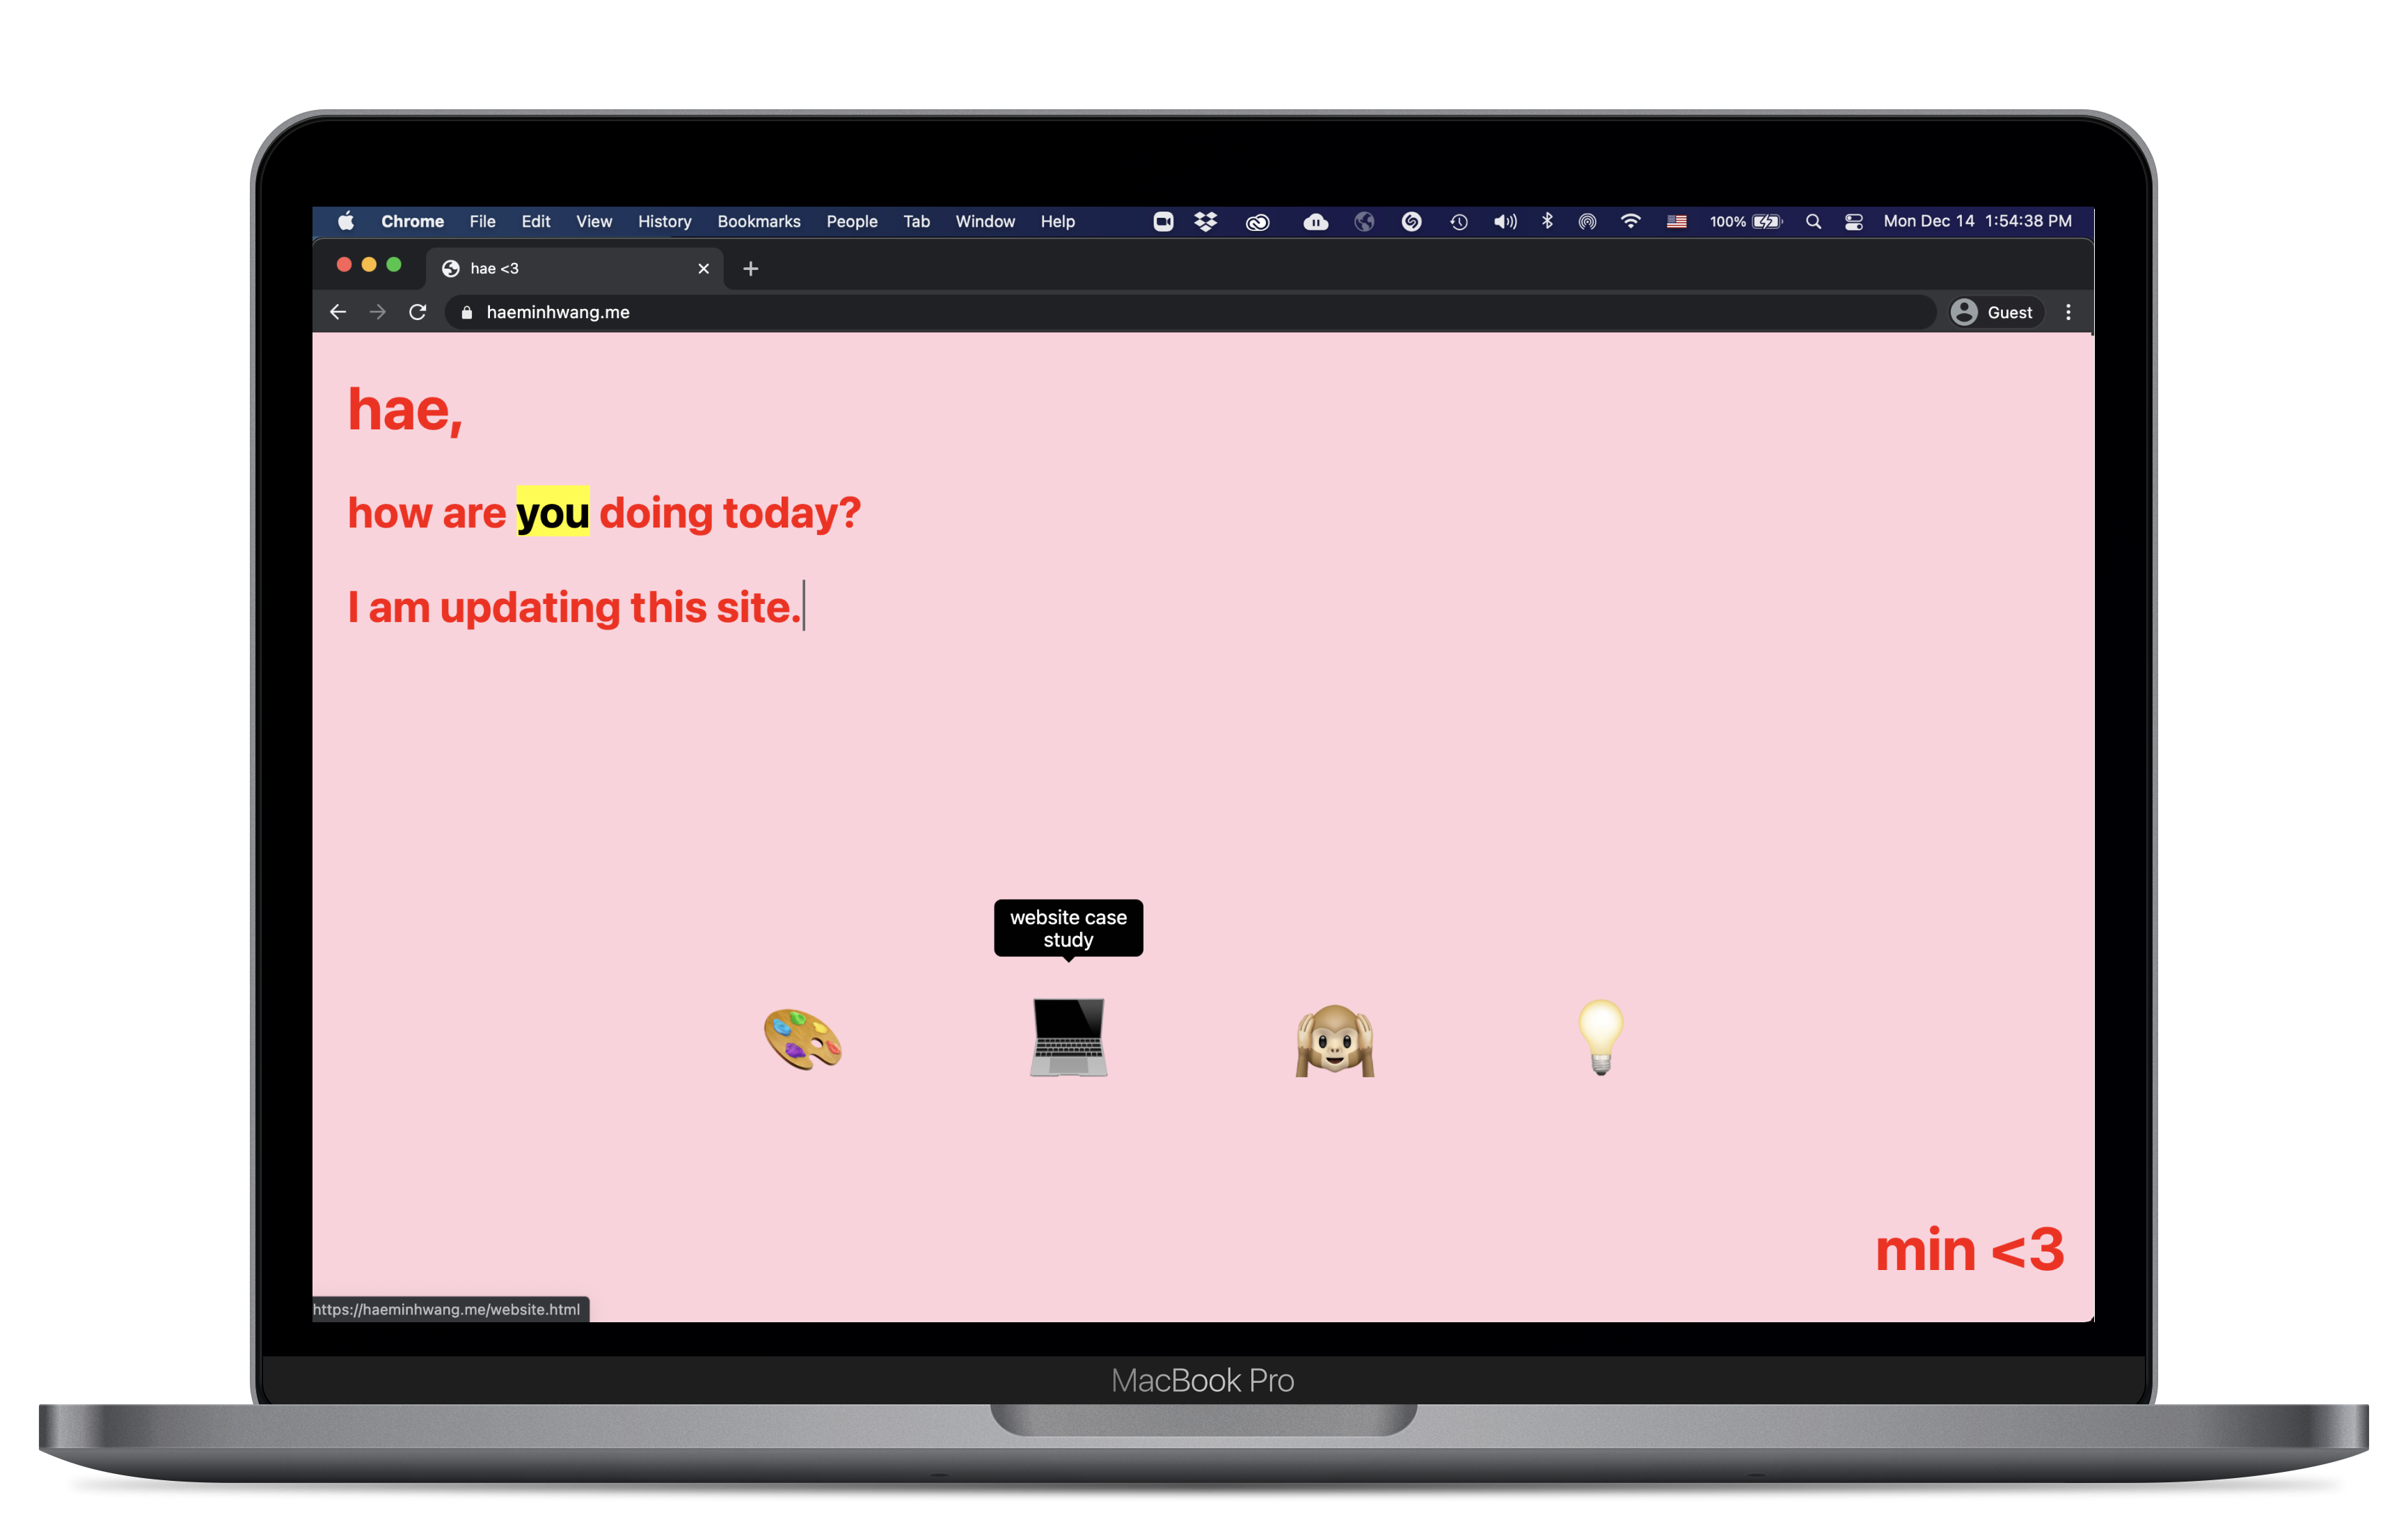 Chrome File Edit View History Bookmarks People Tab Window Help 100% Mon Dec 14 1:54:38 PM
hae <3
haeminhwang.me Guest
hae,
how are you doing today?
I am updating this site.
website case
study
min <3
https://haeminhwang.me/website.html
MacBook Pro